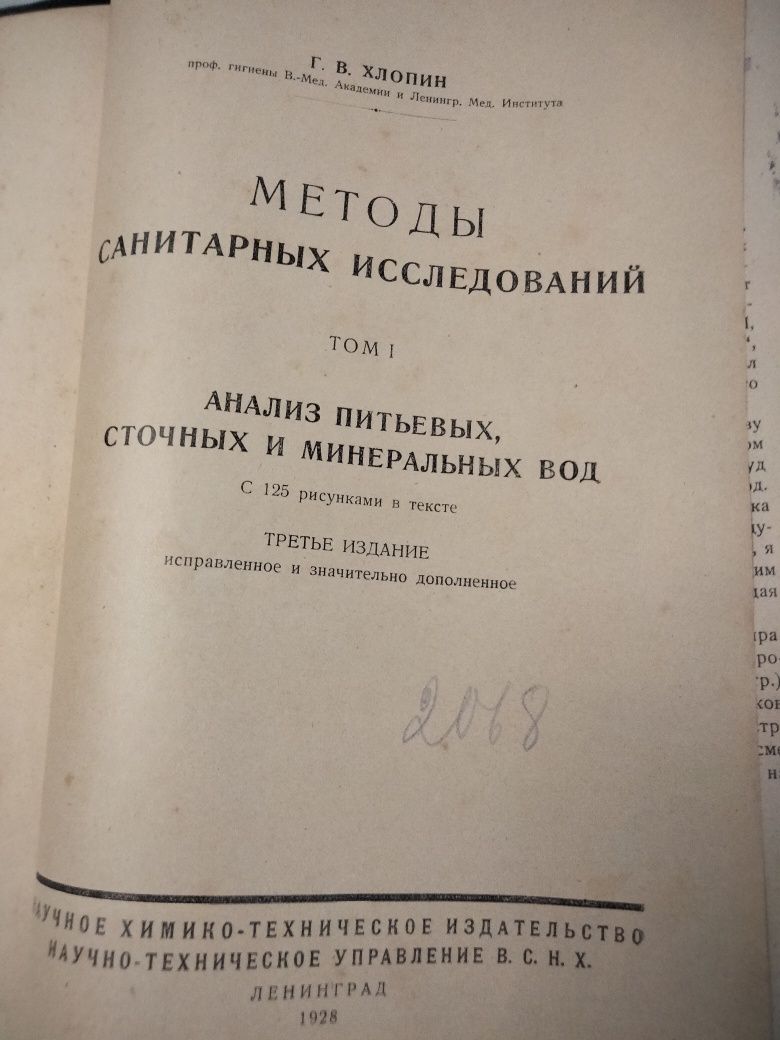 Г. В. ХЛОПИН
проф. гигиены В.-Мед. Академии и Ленингр. Мед. Института
МЕТОДЫ
САНИТАРНЫХ ИССЛЕДОВАНИЙ
ТОМ I
АНАЛИЗ ПИТЬЕВЫХ,
СТОЧНЫХ И МИНЕРАЛЬНЫХ ВОД
С 125 рисунками в тексте
ТРЕТЬЕ ИЗДАНИЕ
исправленное и значительно дополненное
2068
НАУЧНОЕ ХИМИКО-ТЕХНИЧЕСКОЕ ИЗДАТЕЛЬСТВО
НАУЧНО-ТЕХНИЧЕСКОЕ УПРАВЛЕНИЕ В. С. Н. Х.
ЛЕНИНГРАД
1928